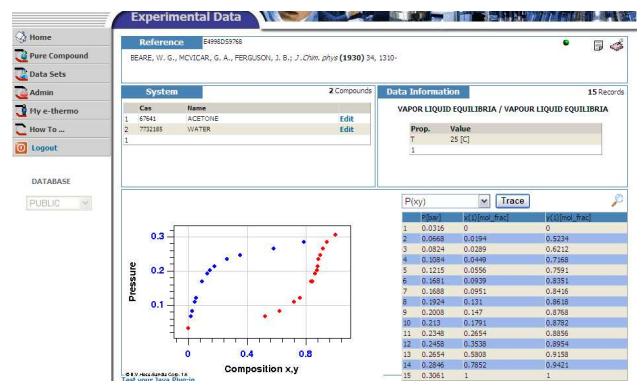 Experimental Data
Home
Pure Compound
Data Sets
Admin
My e-thermo
How To ...
Logout
DATABASE
PUBLIC
Reference E4998DS9768
BEARE, W. G., MCVICAR, G. A., FERGUSON, J. B.; J.Chim. phys (1930) 34, 1310-
System 2 Compounds
Cas Name
1 67641 ACETONE Edit
2 7732185 WATER Edit
1
Data Information 15 Records
VAPOR LIQUID EQUILIBRIA / VAPOUR LIQUID EQUILIBRIA
Prop. Value
T 25 [C]
1
P(xy) Trace
P[bar] x(1)[mol_frac] y(1)[mol_frac]
1 0.0316 0 0
2 0.0668 0.0194 0.5234
3 0.0824 0.0289 0.6212
4 0.1084 0.0449 0.7168
5 0.1215 0.0556 0.7591
6 0.1681 0.0939 0.8351
7 0.1688 0.0951 0.8416
8 0.1924 0.131 0.8618
9 0.2008 0.147 0.8768
10 0.213 0.1791 0.8782
11 0.2348 0.2654 0.8856
12 0.2458 0.3538 0.8954
13 0.2654 0.5808 0.9158
14 0.2846 0.7852 0.9421
15 0.3061 1 1
Pressure
0.3
0.2
0.1
0 0.4 0.8
Composition x,y
Test your Java Plug-in